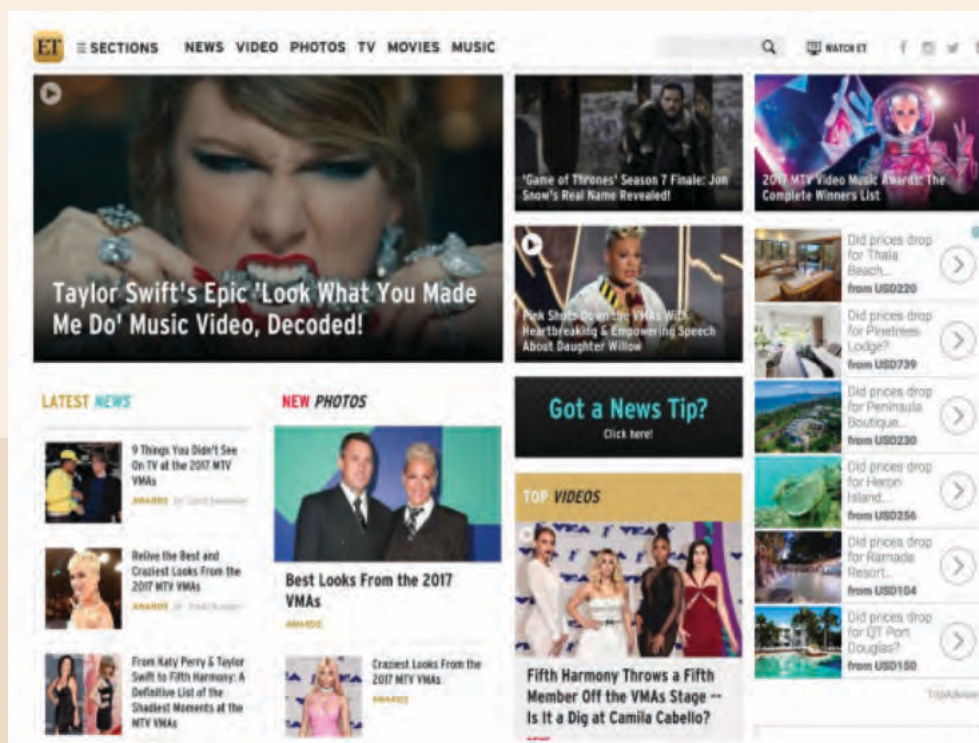 ET
SECTIONS NEWS VIDEO PHOTOS TV MOVIES MUSIC
WATCH ET
Taylor Swift's Epic 'Look What You Made
Me Do' Music Video, Decoded!
'Game of Thrones' Season 7 Finale: Jon
Snow's Real Name Revealed!
2017 MTV Video Music Awards: The
Complete Winners List
Pink Shuts Down the VMAs With
Heartbreaking & Empowering Speech
About Daughter Willow
Got a News Tip?
Click here!
LATEST NEWS
9 Things You Didn't See
On TV at the 2017 MTV
VMAs
AWARDS
Relive the Best and
Craziest Looks From the
2017 MTV VMAs
AWARDS
From Katy Perry & Taylor
Swift to Fifth Harmony: A
Definitive List of the
Shadiest Moments at the
MTV VMAs
NEW PHOTOS
Best Looks From the 2017
VMAs
AWARDS
Craziest Looks From the
2017 MTV VMAs
AWARDS
TOP VIDEOS
Fifth Harmony Throws a Fifth
Member Off the VMAs Stage --
Is It a Dig at Camila Cabello?
NEWS
Did prices drop
for Thala
Beach...
from USD220
Did prices drop
for Pinetrees
Lodge?
from USD739
Did prices drop
for Peninsula
Boutique...
from USD230
Did prices drop
for Heron
Island...
from USD256
Did prices drop
for Ramada
Resort...
from USD104
Did prices drop
for QT Port
Douglas?
from USD150